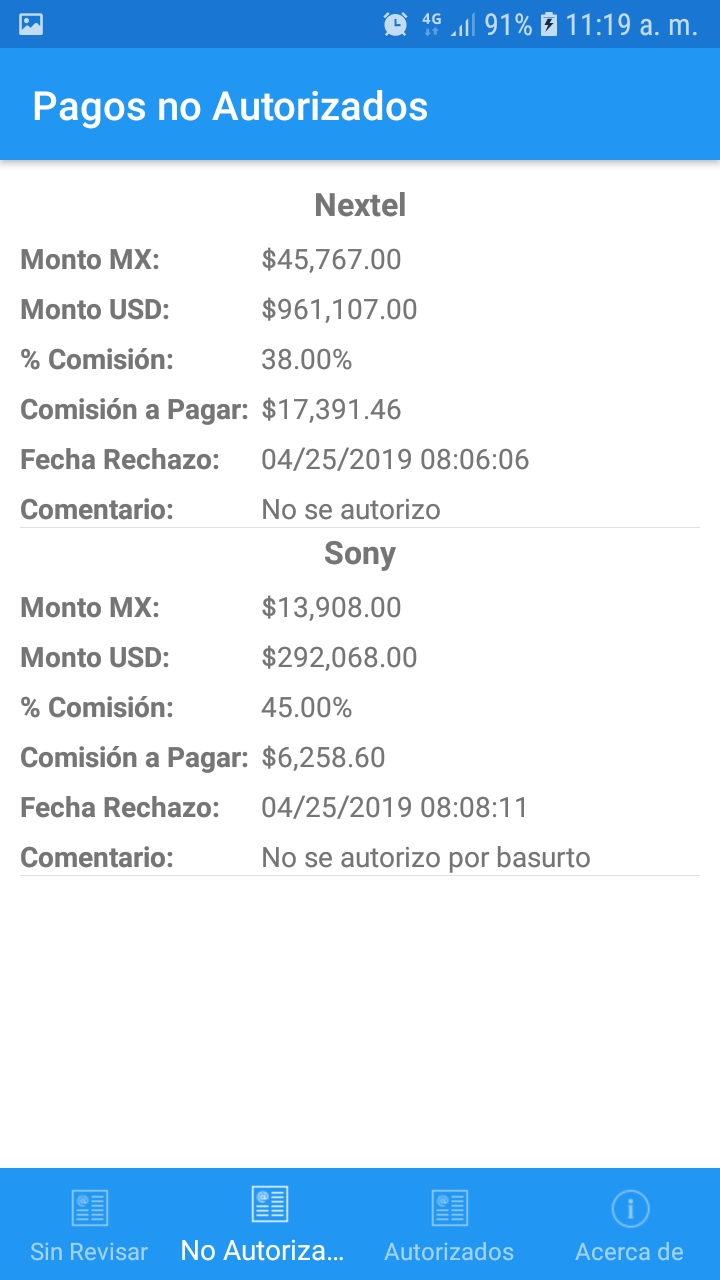 4G 91% 11:19 a. m.
Pagos no Autorizados
Nextel
Monto MX: $45,767.00
Monto USD: $961,107.00
% Comisión: 38.00%
Comisión a Pagar: $17,391.46
Fecha Rechazo: 04/25/2019 08:06:06
Comentario: No se autorizo
Sony
Monto MX: $13,908.00
Monto USD: $292,068.00
% Comisión: 45.00%
Comisión a Pagar: $6,258.60
Fecha Rechazo: 04/25/2019 08:08:11
Comentario: No se autorizo por basurto
Sin Revisar No Autoriza... Autorizados Acerca de